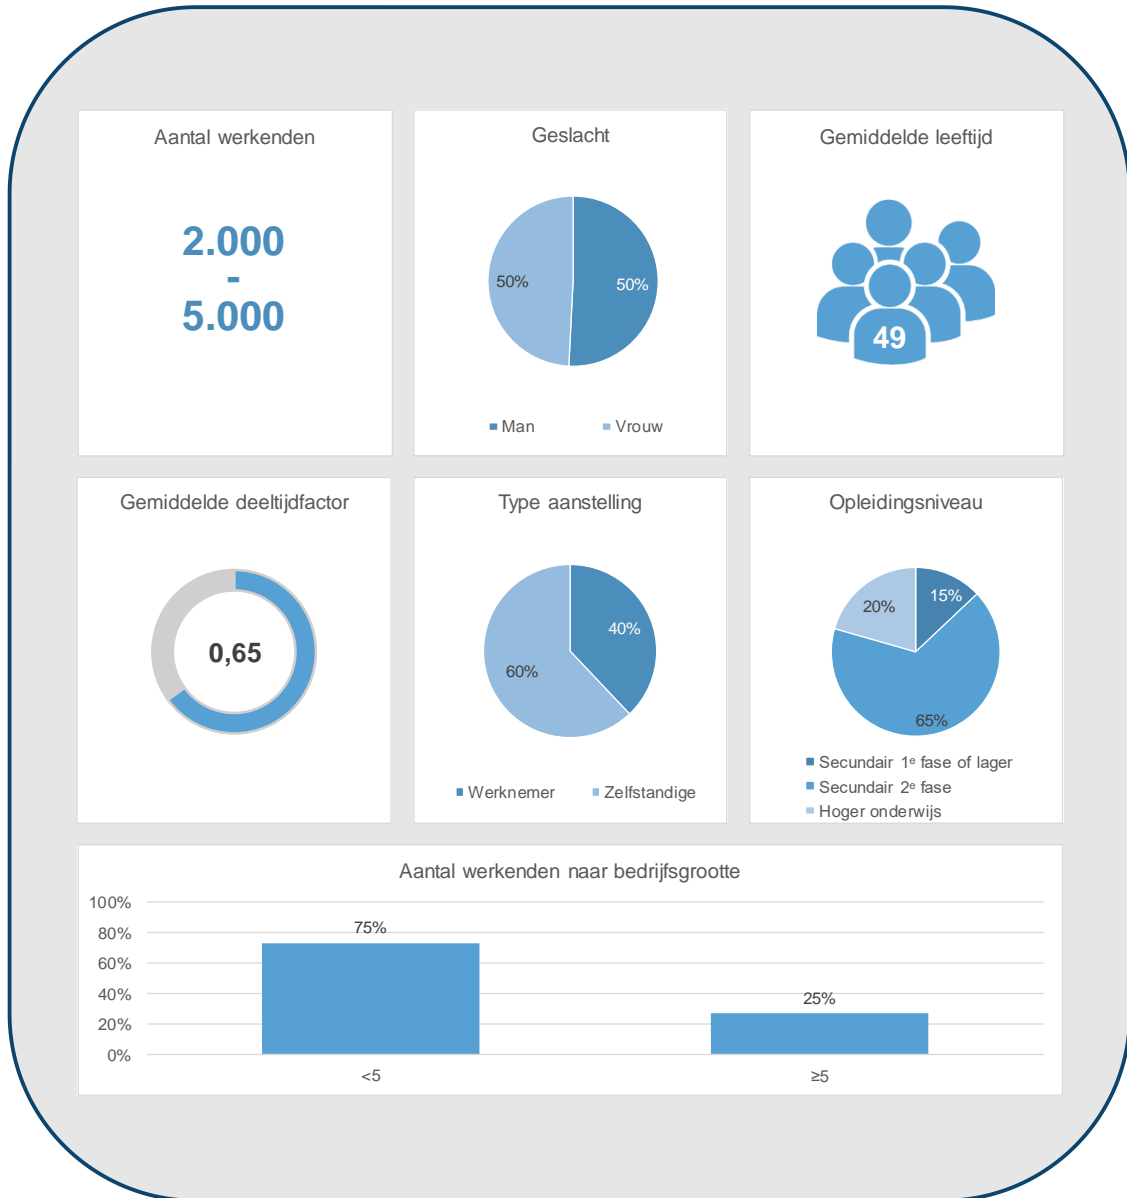 Aantal werkenden
2.000
-
5.000
Geslacht
50%
50%
Man
Vrouw
Gemiddelde leeftijd
49
Gemiddelde deeltijdfactor
0,65
Type aanstelling
40%
60%
Werknemer
Zelfstandige
Opleidingsniveau
20%
15%
65%
Secundair 1ᵉ fase of lager
Secundair 2ᵉ fase
Hoger onderwijs
Aantal werkenden naar bedrijfsgrootte
100%
80%
60%
40%
20%
0%
75%
25%
<5
≥5